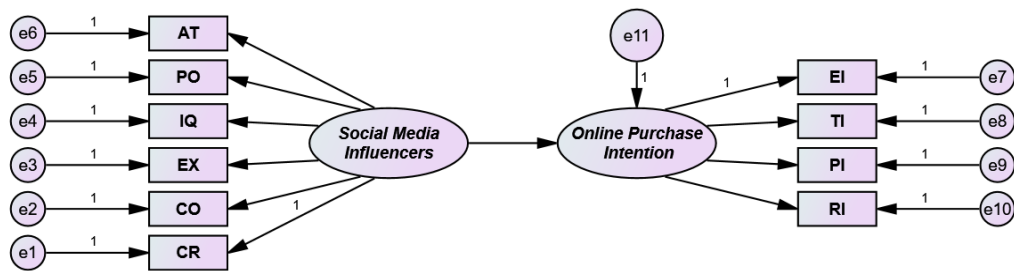 e6
1
AT
e5
1
PO
e4
1
IQ
e3
1
EX
e2
1
CO
e1
1
CR
1
Social Media
Influencers
e11
1
Online Purchase
Intention
1
EI
1
e7
TI
1
e8
PI
1
e9
RI
1
e10